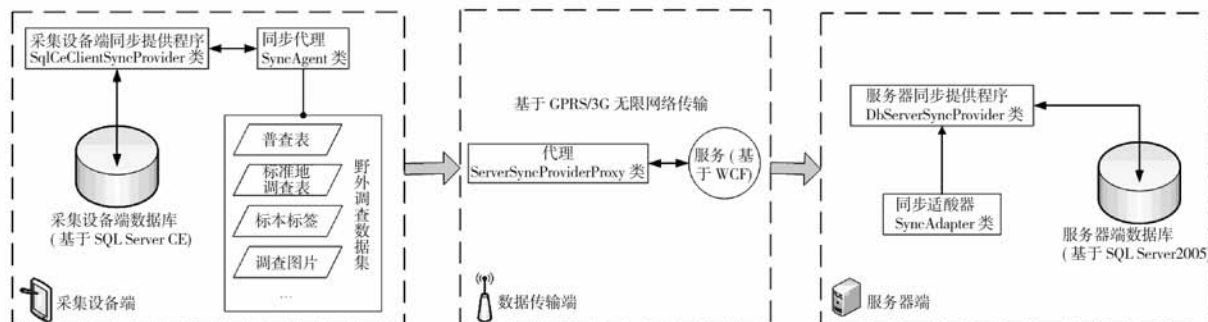 采集设备端同步提供程序
SqlCeClientSyncProvider 类
同步代理
SyncAgent 类
普查表
标准地
调查表
标本标签
调查图片
…
野外调查数据集
采集设备端数据库
( 基于 SQL Server CE)
采集设备端
基于 GPRS/3G 无限网络传输
代理
ServerSyncProviderProxy 类
服务 ( 基
于 WCF)
数据传输端
服务器同步提供程序
DbServerSyncProvider 类
同步适酸器
SyncAdapter 类
服务器端数据库
( 基于 SQL Server2005)
服务器端